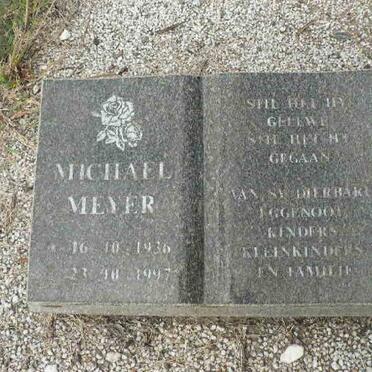 MICHAEL
MEYER
* 16 . 10 . 1936
23 . 10 . 1997
STIL HET HY
GELEWE
STIL HET HY
GEGAAN
VAN SY DIERBARE
EGGENOOT
KINDERS
KLEINKINDERS
EN FAMILIE